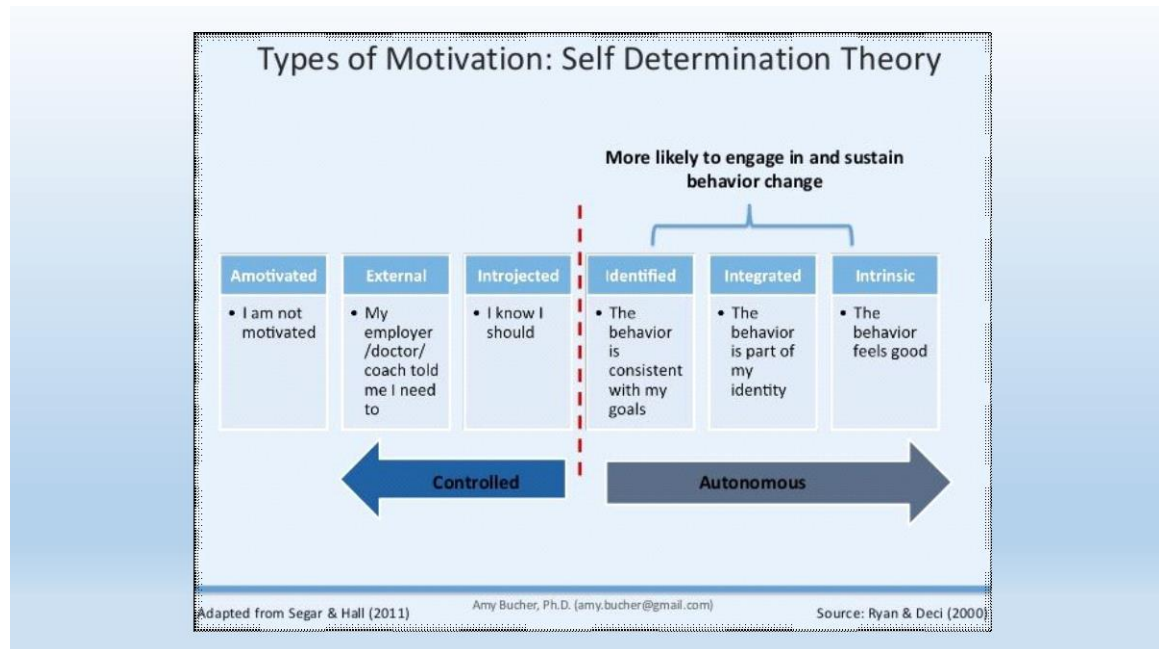 Types of Motivation: Self Determination Theory
More likely to engage in and sustain
behavior change
Amotivated
• I am not
motivated
External
• My
employer
/doctor/
coach told
me I need
to
Introjected
• I know I
should
Identified
• The
behavior
is
consistent
with my
goals
Integrated
• The
behavior
is part of
my
identity
Intrinsic
• The
behavior
feels good
Controlled
Autonomous
Adapted from Segar & Hall (2011)
Amy Bucher, Ph.D. (amy.bucher@gmail.com)
Source: Ryan & Deci (2000)